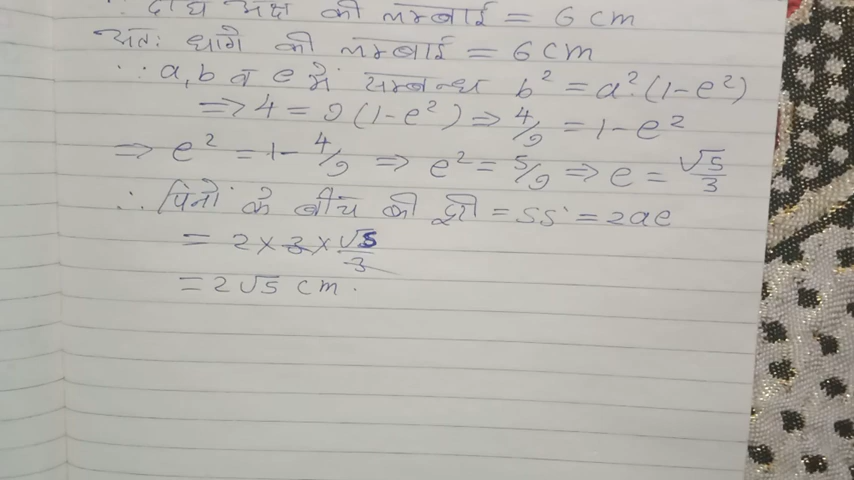 ∵ दीर्घ अक्ष की लम्बाई = 6 cm
अतः धागे की लम्बाई = 6 cm
∵ a, b व e में सम्बन्ध b² = a² (1-e²)
⇒ 4 = 9 (1-e²) ⇒ 4/9 = 1-e²
⇒ e² = 1- 4/9 ⇒ e² = 5/9 ⇒ e = √5/3
∴ पिनों के बीच की दूरी = SS' = 2ae
= 2 × 3 × √5/3
= 2√5 cm.